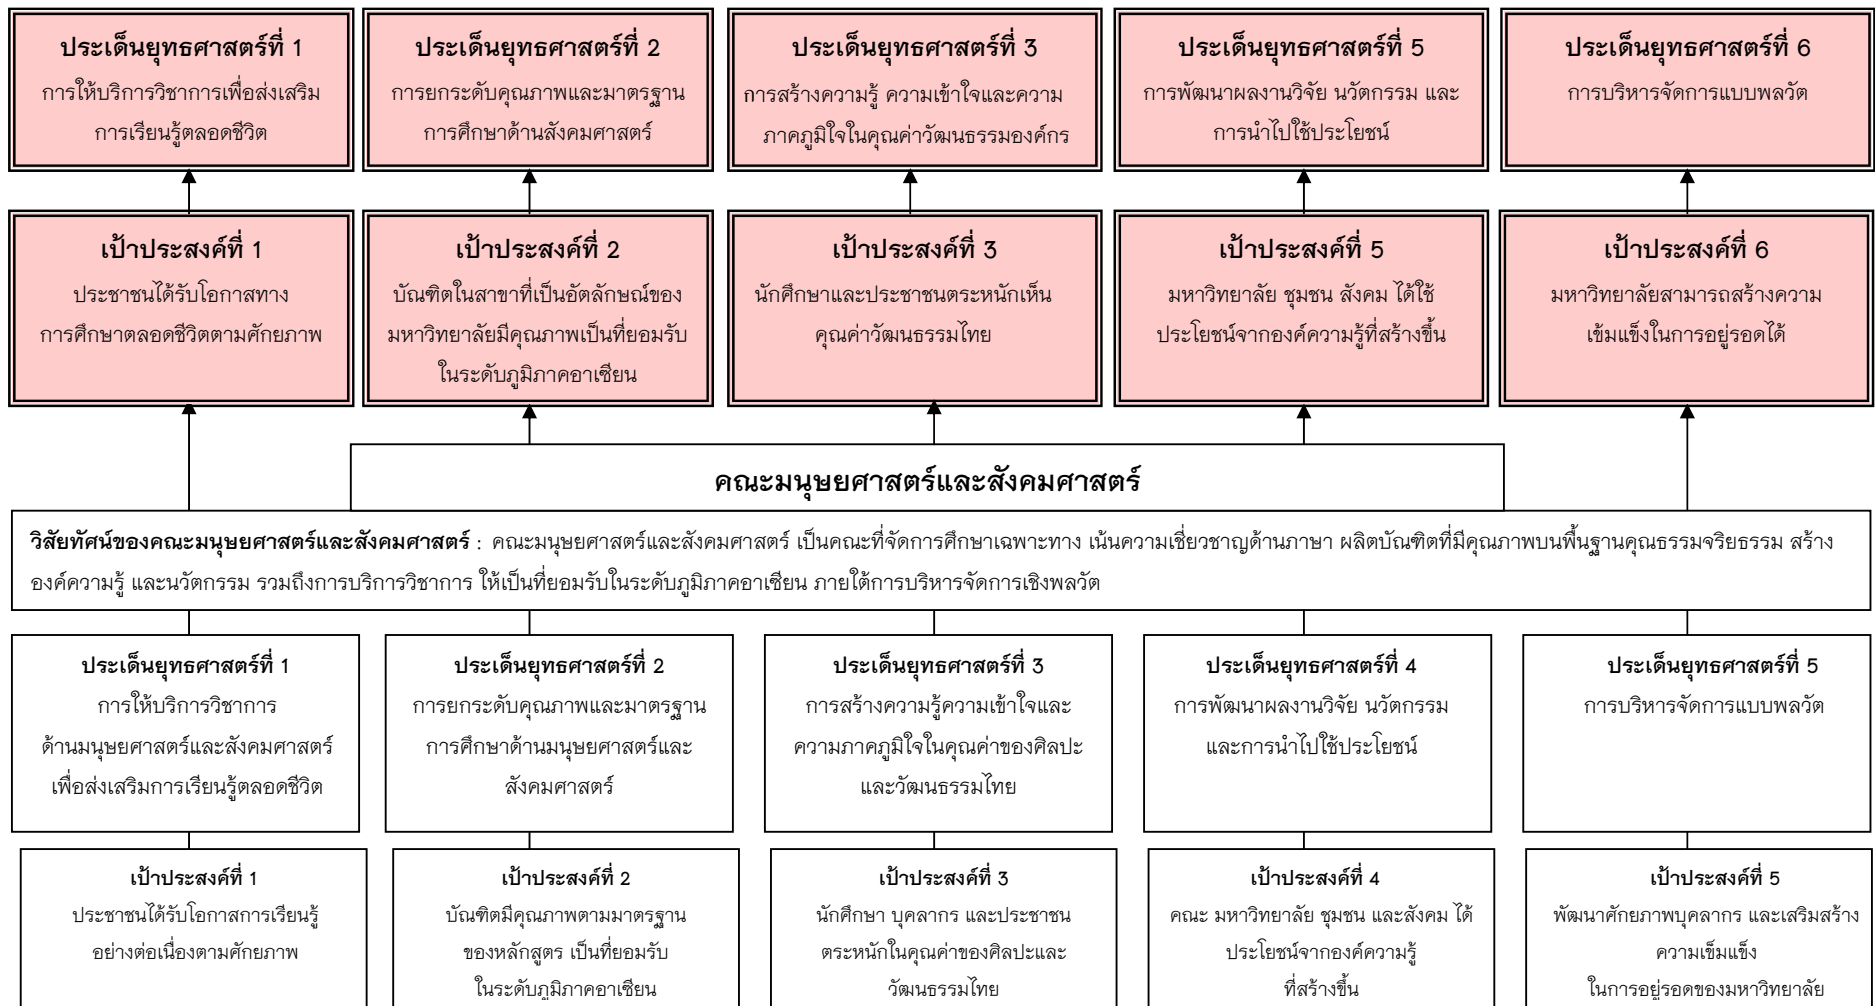 ประเด็นยุทธศาสตร์ที่ 1
การให้บริการวิชาการเพื่อส่งเสริม
การเรียนรู้ตลอดชีวิต
ประเด็นยุทธศาสตร์ที่ 2
การยกระดับคุณภาพและมาตรฐาน
การศึกษาด้านสังคมศาสตร์
ประเด็นยุทธศาสตร์ที่ 3
การสร้างความรู้ ความเข้าใจและความ
ภาคภูมิใจในคุณค่าวัฒนธรรมองค์กร
ประเด็นยุทธศาสตร์ที่ 5
การพัฒนาผลงานวิจัย นวัตกรรม และ
การนำไปใช้ประโยชน์
ประเด็นยุทธศาสตร์ที่ 6
การบริหารจัดการแบบพลวัต
เป้าประสงค์ที่ 1
ประชาชนได้รับโอกาสทาง
การศึกษาตลอดชีวิตตามศักยภาพ
เป้าประสงค์ที่ 2
บัณฑิตในสาขาที่เป็นอัตลักษณ์ของ
มหาวิทยาลัยมีคุณภาพเป็นที่ยอมรับ
ในระดับภูมิภาคอาเซียน
เป้าประสงค์ที่ 3
นักศึกษาและประชาชนตระหนักเห็น
คุณค่าวัฒนธรรมไทย
เป้าประสงค์ที่ 5
มหาวิทยาลัย ชุมชน สังคม ได้ใช้
ประโยชน์จากองค์ความรู้ที่สร้างขึ้น
เป้าประสงค์ที่ 6
มหาวิทยาลัยสามารถสร้างความ
เข้มแข็งในการอยู่รอดได้
คณะมนุษยศาสตร์และสังคมศาสตร์
วิสัยทัศน์ของคณะมนุษยศาสตร์และสังคมศาสตร์ : คณะมนุษยศาสตร์และสังคมศาสตร์ เป็นคณะที่จัดการศึกษาเฉพาะทาง เน้นความเชี่ยวชาญด้านภาษา ผลิตบัณฑิตที่มีคุณภาพบนพื้นฐานคุณธรรมจริยธรรม สร้าง
องค์ความรู้ และนวัตกรรม รวมถึงการบริการวิชาการ ให้เป็นที่ยอมรับในระดับภูมิภาคอาเซียน ภายใต้การบริหารจัดการเชิงพลวัต
ประเด็นยุทธศาสตร์ที่ 1
การให้บริการวิชาการ
ด้านมนุษยศาสตร์และสังคมศาสตร์
เพื่อส่งเสริมการเรียนรู้ตลอดชีวิต
ประเด็นยุทธศาสตร์ที่ 2
การยกระดับคุณภาพและมาตรฐาน
การศึกษาด้านมนุษยศาสตร์และ
สังคมศาสตร์
ประเด็นยุทธศาสตร์ที่ 3
การสร้างความรู้ความเข้าใจและ
ความภาคภูมิใจในคุณค่าของศิลปะ
และวัฒนธรรมไทย
ประเด็นยุทธศาสตร์ที่ 4
การพัฒนาผลงานวิจัย นวัตกรรม
และการนำไปใช้ประโยชน์
ประเด็นยุทธศาสตร์ที่ 5
การบริหารจัดการแบบพลวัต
เป้าประสงค์ที่ 1
ประชาชนได้รับโอกาสการเรียนรู้
อย่างต่อเนื่องตามศักยภาพ
เป้าประสงค์ที่ 2
บัณฑิตมีคุณภาพตามมาตรฐาน
ของหลักสูตร เป็นที่ยอมรับ
ในระดับภูมิภาคอาเซียน
เป้าประสงค์ที่ 3
นักศึกษา บุคลากร และประชาชน
ตระหนักในคุณค่าของศิลปะและ
วัฒนธรรมไทย
เป้าประสงค์ที่ 4
คณะ มหาวิทยาลัย ชุมชน และสังคม ได้
ประโยชน์จากองค์ความรู้
ที่สร้างขึ้น
เป้าประสงค์ที่ 5
พัฒนาศักยภาพบุคลากร และเสริมสร้าง
ความเข็มแข็ง
ในการอยู่รอดของมหาวิทยาลัย